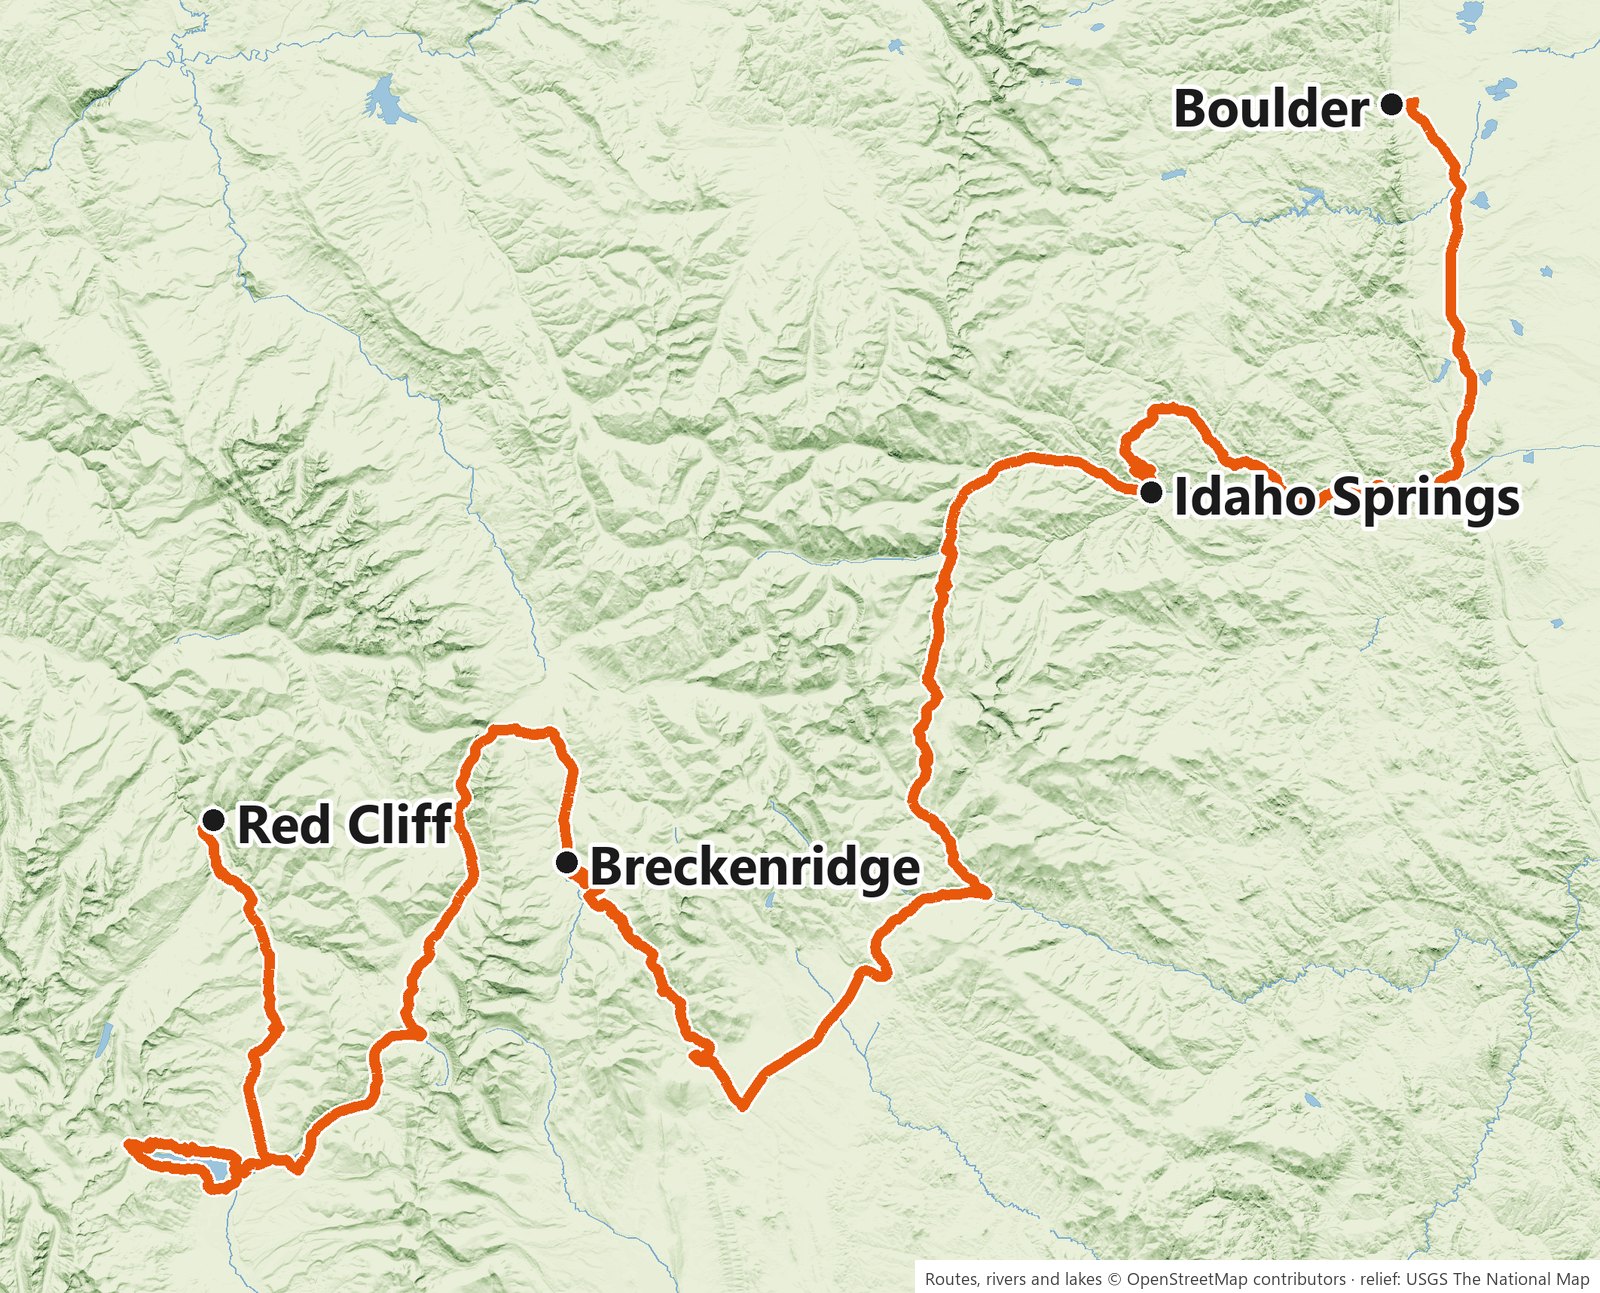 Boulder
Idaho Springs
Red Cliff
Breckenridge
Routes, rivers and lakes © OpenStreetMap contributors · relief: USGS The National Map